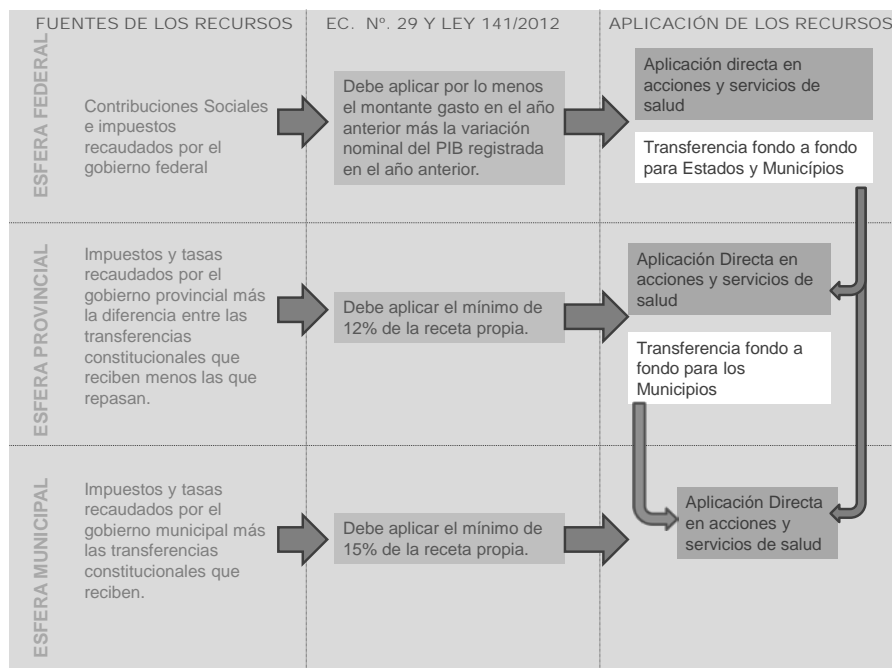 FUENTES DE LOS RECURSOS
EC. Nº. 29 Y LEY 141/2012
APLICACIÓN DE LOS RECURSOS
ESFERA FEDERAL
Contribuciones Sociales
e impuestos
recaudados por el
gobierno federal
Debe aplicar por lo menos
el montante gasto en el año
anterior más la variación
nominal del PIB registrada
en el año anterior.
Aplicación directa en
acciones y servicios de
salud
Transferencia fondo a fondo
para Estados y Municípios
ESFERA PROVINCIAL
Impuestos y tasas
recaudados por el
gobierno provincial más
la diferencia entre las
transferencias
constitucionales que
reciben menos las que
repasan.
Debe aplicar el mínimo de
12% de la receta propia.
Aplicación Directa en
acciones y servicios de
salud
Transferencia fondo a
fondo para los
Municipios
ESFERA MUNICIPAL
Impuestos y tasas
recaudados por el
gobierno municipal más
las transferencias
constitucionales que
reciben.
Debe aplicar el mínimo de
15% de la receta propia.
Aplicación Directa
en acciones y
servicios de salud